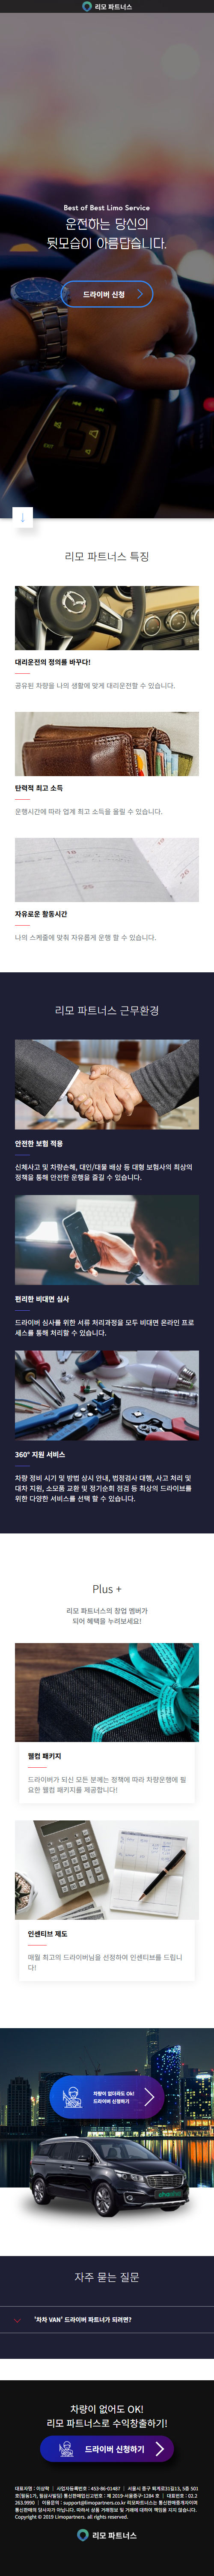 리모 파트너스
Best of Best Limo Service
운전하는 당신의
뒷모습이 아름답습니다.
드라이버 신청
리모 파트너스 특징
대리운전의 정의를 바꾸다!
공유된 차량을 나의 생활에 맞게 대리운전할 수 있습니다.
탄력적 최고 소득
운행시간에 따라 업계 최고 소득을 올릴 수 있습니다.
자유로운 활동시간
나의 스케줄에 맞춰 자유롭게 운행 할 수 있습니다.
리모 파트너스 근무환경
안전한 보험 적용
신체사고 및 차량손해, 대인/대물 배상 등 대형 보험사의 최상의
정책을 통해 안전한 운행을 즐길 수 있습니다.
편리한 비대면 심사
드라이버 심사를 위한 서류 처리과정을 모두 비대면 온라인 프로
세스를 통해 처리할 수 있습니다.
360° 지원 서비스
차량 정비 시기 및 방법 상시 안내, 법정검사 대행, 사고 처리 및
대차 지원, 소모품 교환 및 정기순회 점검 등 최상의 드라이브를
위한 다양한 서비스를 선택 할 수 있습니다.
Plus +
리모 파트너스의 창업 멤버가
되어 혜택을 누려보세요!
웰컴 패키지
드라이버가 되신 모든 분께는 정책에 따라 차량운행에 필
요한 웰컴 패키지를 제공합니다!
인센티브 제도
매월 최고의 드라이버님을 선정하여 인센티브를 드립니
다!
차량이 없더라도 Ok!
드라이버 신청하기
자주 묻는 질문
'차차 VAN' 드라이버 파트너가 되려면?
차량이 없어도 OK!
리모 파트너스로 수익창출하기!
드라이버 신청하기
대표자명 : 이상학 | 사업자등록번호 : 453-86-01487 | 서울시 중구 퇴계로31길13, 5층 501
호(필동1가, 필삼사빌딩) 통신판매업신고번호 : 제 2019-서울중구-1284 호 | 대표번호 : 02.2
263.9990 | 이용문의 : support@limopartners.co.kr 리모파트너스는 통신판매중개자이며
통신판매의 당사자가 아닙니다. 따라서 상품 거래정보 및 거래에 대하여 책임을 지지 않습니다.
Copyright © 2019 Limopartners. all rights reserved.
리모 파트너스